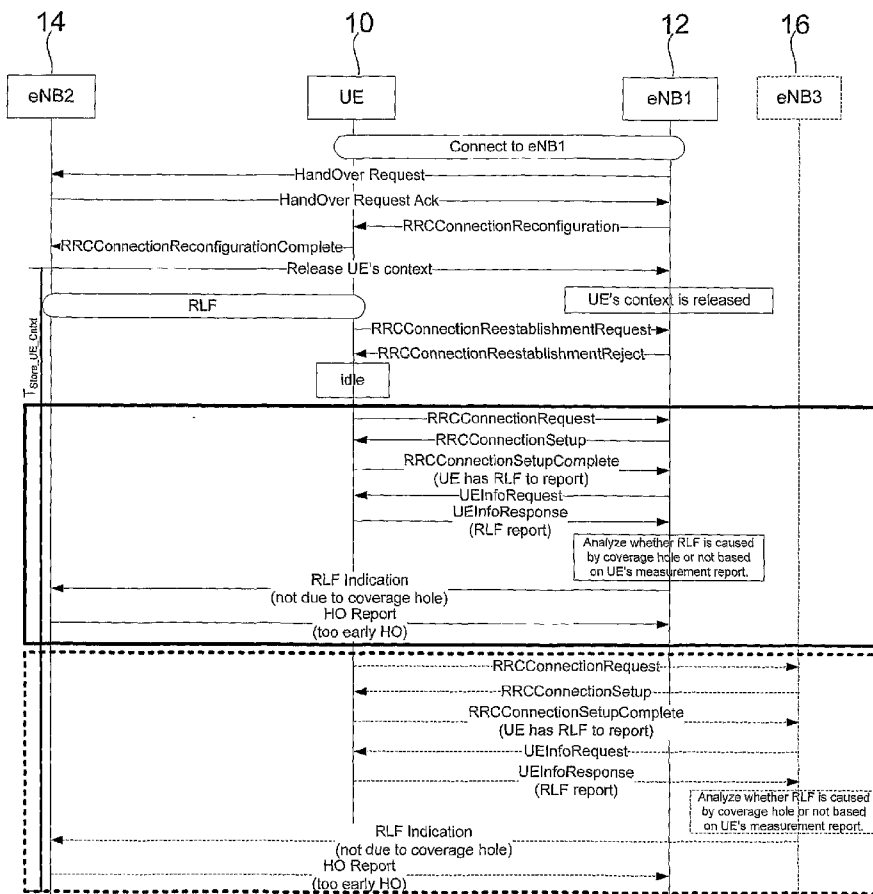 14 10 12 16
eNB2 UE eNB1 eNB3
Connect to eNB1
HandOver Request
HandOver Request Ack
RRCConnectionReconfiguration
RRCConnectionReconfigurationComplete
Release UE's context
RLF
UE's context is released
RRCConnectionReestablishmentRequest
RRCConnectionReestablishmentReject
TStore_UE_Cntxt
idle
RRCConnectionRequest
RRCConnectionSetup
RRCConnectionSetupComplete
(UE has RLF to report)
UEInfoRequest
UEInfoResponse
(RLF report)
Analyze whether RLF is caused
by coverage hole or not based
on UE's measurement report.
RLF Indication
(not due to coverage hole)
HO Report
(too early HO)
RRCConnectionRequest
RRCConnectionSetup
RRCConnectionSetupComplete
(UE has RLF to report)
UEInfoRequest
UEInfoResponse
(RLF report)
Analyze whether RLF is caused
by coverage hole or not based
on UE's measurement report.
RLF Indication
(not due to coverage hole)
HO Report
(too early HO)